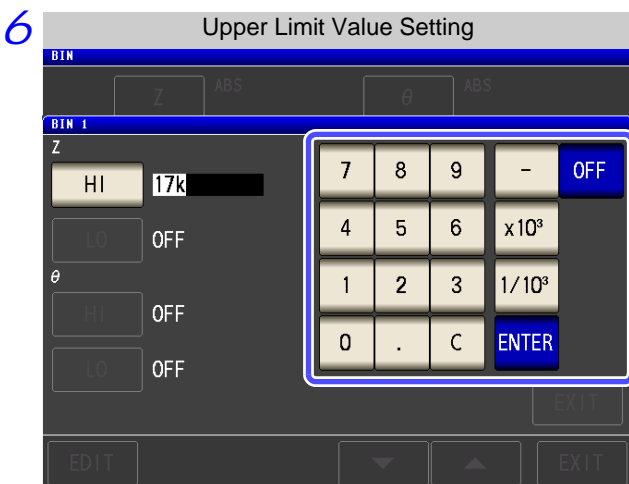 6 Upper Limit Value Setting
BIN
Z ABS θ ABS
BIN 1
Z
HI 17k
LO OFF
θ
HI OFF
LO OFF
7 8 9 - OFF
4 5 6 x10³
1 2 3 1/10³
0 . C ENTER
EXIT
EDIT ▼ ▲ EXIT